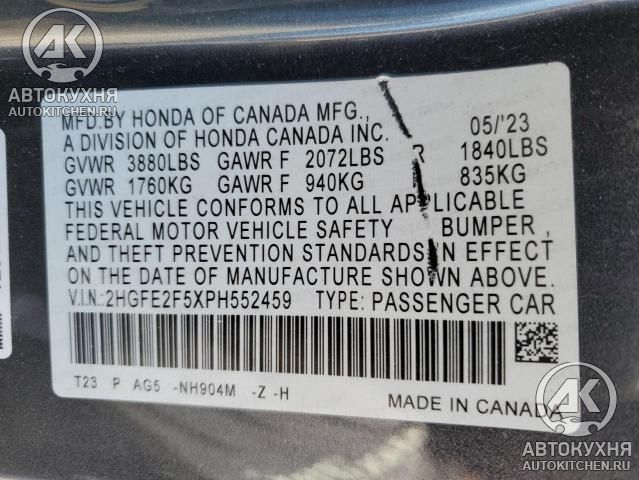 AK
АВТОКУХНЯ
AUTOKITCHEN.RU
MFD.BY HONDA OF CANADA MFG., 05/'23
A DIVISION OF HONDA CANADA INC.
GVWR 3880LBS GAWR F 2072LBS R 1840LBS
GVWR 1760KG GAWR F 940KG 835KG
THIS VEHICLE CONFORMS TO ALL APPLICABLE
FEDERAL MOTOR VEHICLE SAFETY BUMPER,
AND THEFT PREVENTION STANDARDS IN EFFECT
ON THE DATE OF MANUFACTURE SHOWN ABOVE.
V.I.N.:2HGFE2F5XPH552459 TYPE: PASSENGER CAR
T23 P AG5 -NH904M -Z -H
MADE IN CANADA
AK
АВТОКУХНЯ
AUTOKITCHEN.RU